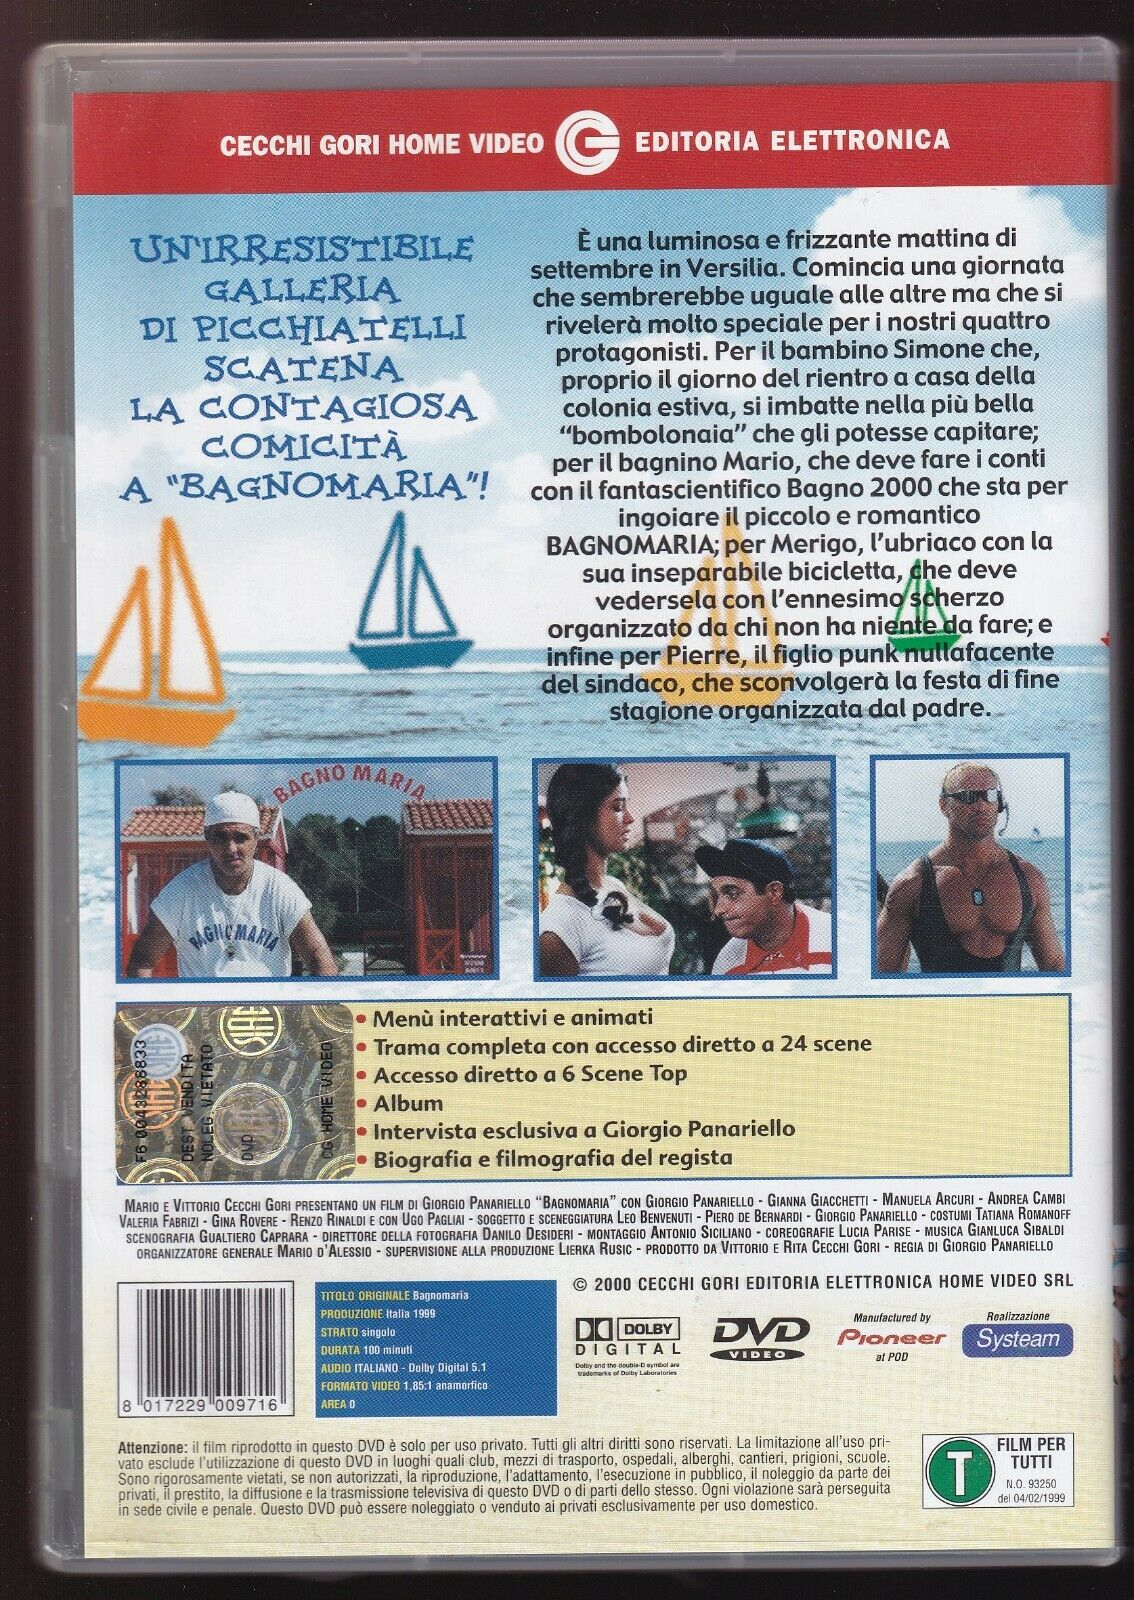 CECCHI GORI HOME VIDEO EDITORIA ELETTRONICA
UN'IRRESISTIBILE
GALLERIA
DI PICCHIATELLI
SCATENA
LA CONTAGIOSA
COMICITÀ
A "BAGNOMARIA"!
È una luminosa e frizzante mattina di
settembre in Versilia. Comincia una giornata
che sembrerebbe uguale alle altre ma che si
rivelerà molto speciale per i nostri quattro
protagonisti. Per il bambino Simone che,
proprio il giorno del rientro a casa della
colonia estiva, si imbatte nella più bella
“bombolonaia” che gli potesse capitare;
per il bagnino Mario, che deve fare i conti
con il fantascientifico Bagno 2000 che sta per
ingoiare il piccolo e romantico
BAGNOMARIA; per Merigo, l’ubriaco con la
sua inseparabile bicicletta, che deve
vedersela con l’ennesimo scherzo
organizzato da chi non ha niente da fare; e
infine per Pierre, il figlio punk nullafacente
del sindaco, che sconvolgerà la festa di fine
stagione organizzata dal padre.
BAGNO MARIA
BAGNOMARIA
F6 0043288833
DEST VENDITA
NOLEG VIETATO
DVD
CG HOME VIDEO
• Menù interattivi e animati
• Trama completa con accesso diretto a 24 scene
• Accesso diretto a 6 Scene Top
• Album
• Intervista esclusiva a Giorgio Panariello
• Biografia e filmografia del regista
MARIO E VITTORIO CECCHI GORI PRESENTANO UN FILM DI GIORGIO PANARIELLO “BAGNOMARIA” CON GIORGIO PANARIELLO - GIANNA GIACCHETTI - MANUELA ARCURI - ANDREA CAMBI
VALERIA FABRIZI - GINA ROVERE - RENZO RINALDI E CON UGO PAGLIAI - SOGGETTO E SCENEGGIATURA LEO BENVENUTI - PIERO DE BERNARDI - GIORGIO PANARIELLO - COSTUMI TATIANA ROMANOFF
SCENOGRAFIA GUALTIERO CAPRARA - DIRETTORE DELLA FOTOGRAFIA DANILO DESIDERI - MONTAGGIO ANTONIO SICILIANO - COREOGRAFIE LUCIA PARISE - MUSICA GIANLUCA SIBALDI
ORGANIZZATORE GENERALE MARIO D'ALESSIO - SUPERVISIONE ALLA PRODUZIONE LIERKA RUSIC - PRODOTTO DA VITTORIO E RITA CECCHI GORI - REGIA DI GIORGIO PANARIELLO
© 2000 CECCHI GORI EDITORIA ELETTRONICA HOME VIDEO SRL
8 017229 009716
TITOLO ORIGINALE Bagnomaria
PRODUZIONE Italia 1999
STRATO singolo
DURATA 100 minuti
AUDIO ITALIANO - Dolby Digital 5.1
FORMATO VIDEO 1,85:1 anamorfico
AREA 0
DOLBY
DIGITAL
Dolby and the double-D symbol are
trademarks of Dolby Laboratories
DVD
VIDEO
Manufactured by
Pioneer
at POD
Realizzazione
Systeam
Attenzione: il film riprodotto in questo DVD è solo per uso privato. Tutti gli altri diritti sono riservati. La limitazione all'uso pri-
vato esclude l'utilizzazione di questo DVD in luoghi quali club, mezzi di trasporto, ospedali, alberghi, cantieri, prigioni, scuole.
Sono rigorosamente vietati, se non autorizzati, la riproduzione, l'adattamento, l'esecuzione in pubblico, il noleggio da parte dei
privati, il prestito, la diffusione e la trasmissione televisiva di questo DVD o di parti dello stesso. Ogni violazione sarà perseguita
in sede civile e penale. Questo DVD può essere noleggiato o venduto ai privati esclusivamente per uso domestico.
T
FILM PER
TUTTI
N.O. 93250
del 04/02/1999